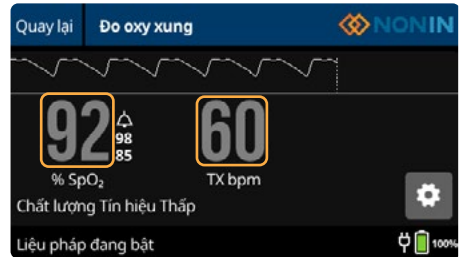 Quay lại Đo oxy xung NONIN
92 98 85 60
% SpO₂ TX bpm
Chất lượng Tín hiệu Thấp
Liệu pháp đang bật 100%